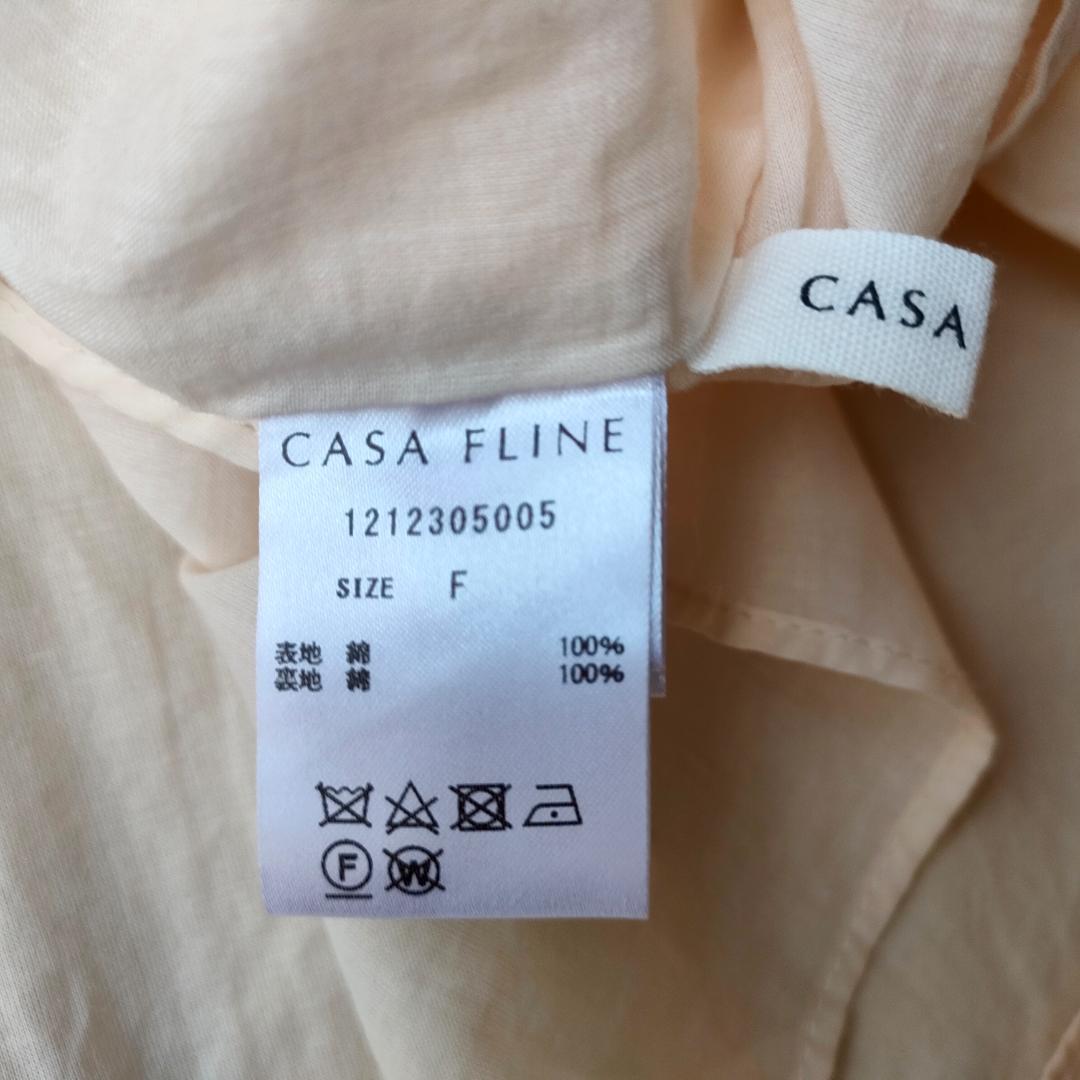 CASA
CASA FLINE
1212305005
SIZE F
表地 綿 100%
裏地 綿 100%
F
W